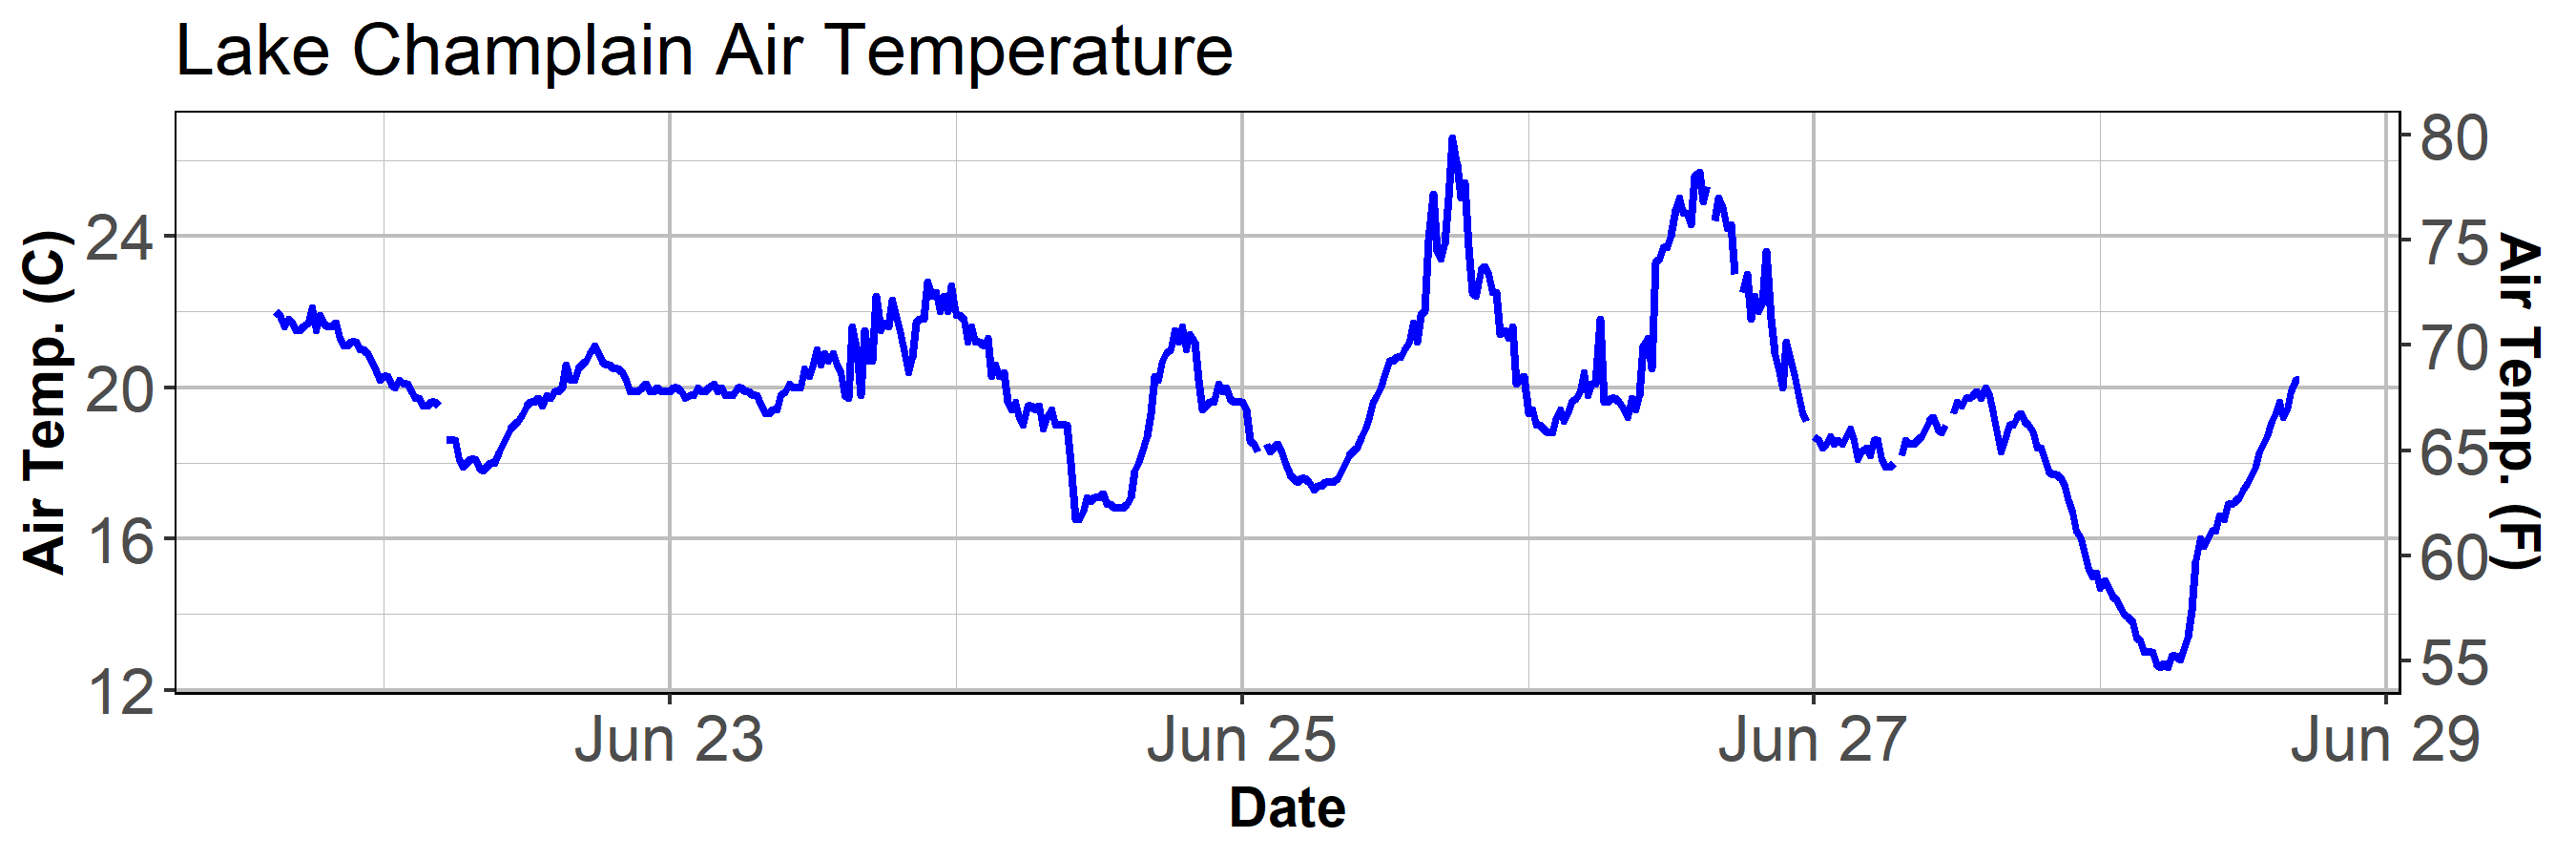 Lake Champlain Air Temperature
Air Temp. (C)
24
20
16
12
80
75
70
65
60
55
Air Temp. (F)
Jun 23 Jun 25 Jun 27 Jun 29
Date